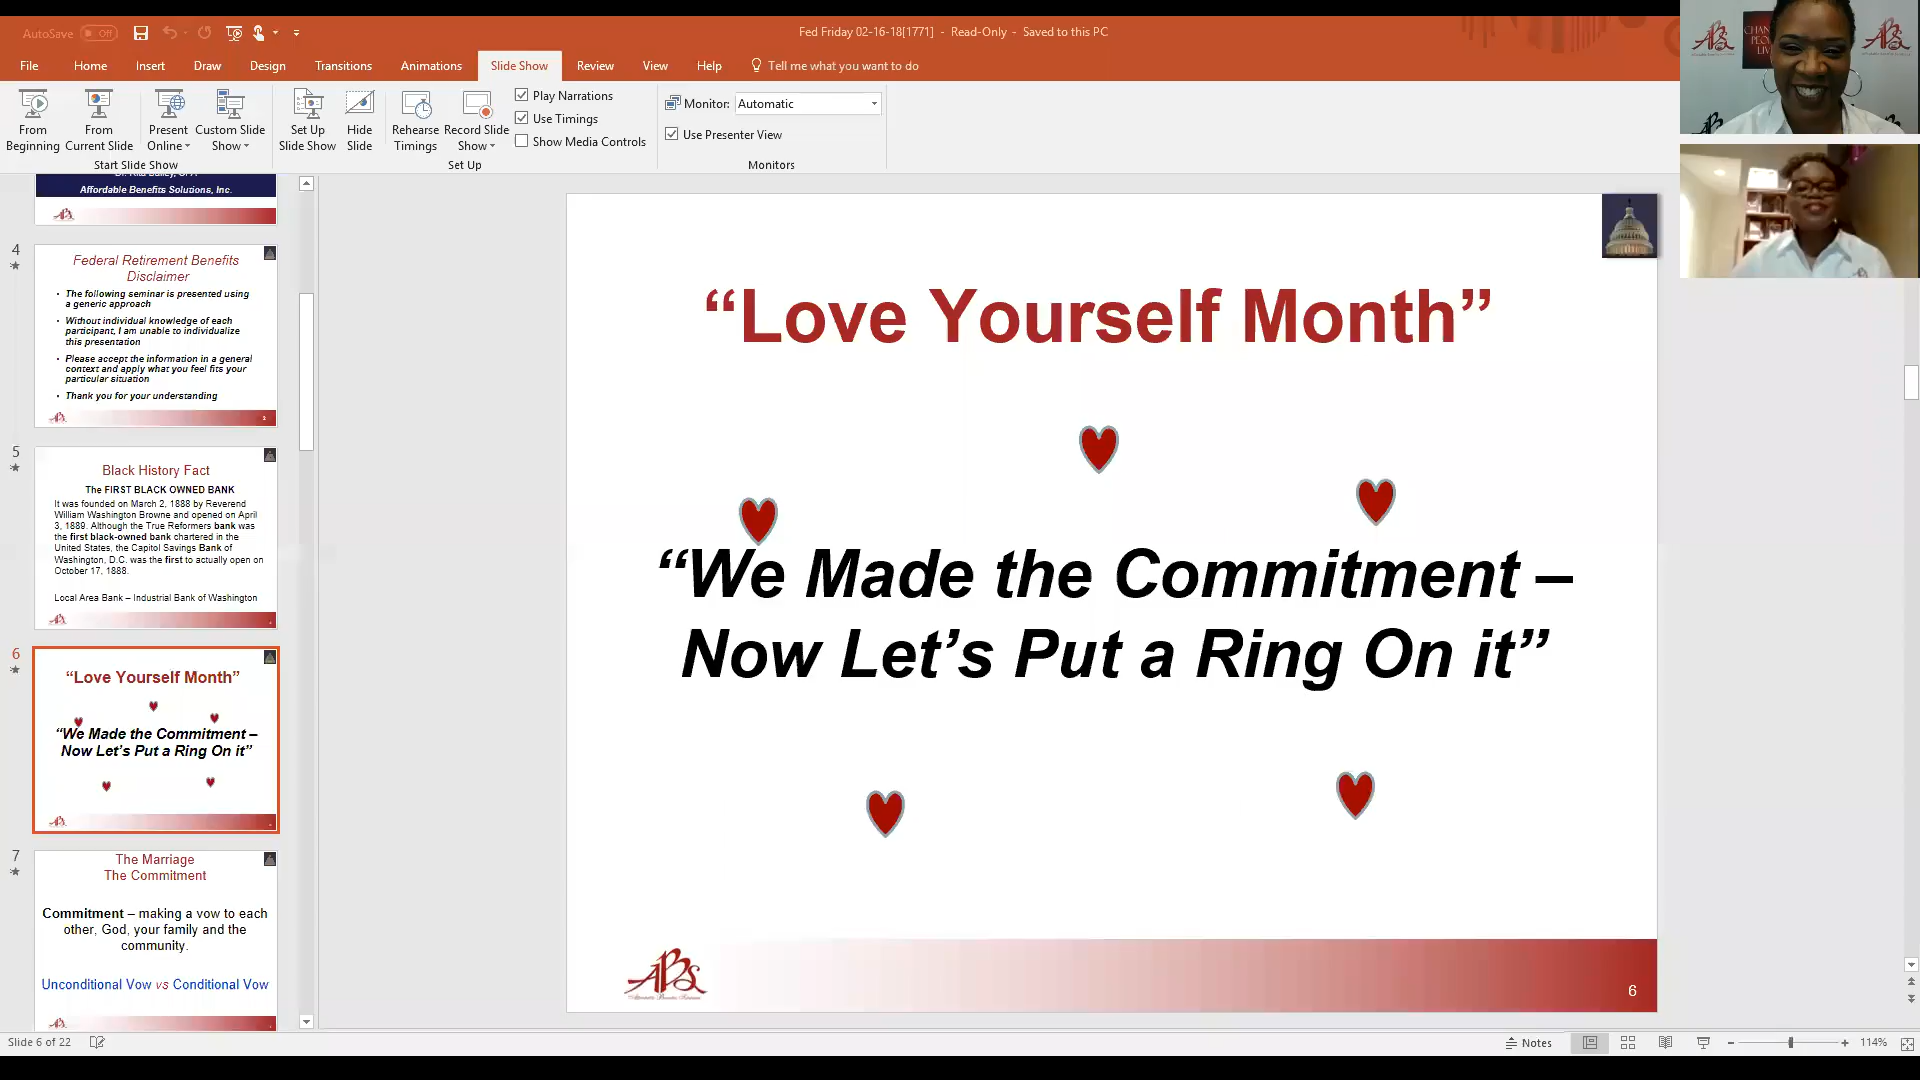 AutoSave Off
Fed Friday 02-16-18[1771] - Read-Only - Saved to this PC
File Home Insert Draw Design Transitions Animations Slide Show Review View Help Tell me what you want to do
From Beginning
From Current Slide
Present Online
Custom Slide Show
Start Slide Show
Set Up Slide Show
Hide Slide
Rehearse Timings
Record Slide Show
Play Narrations
Use Timings
Show Media Controls
Set Up
Monitor: Automatic
Use Presenter View
Monitors
Affordable Benefits Solutions, Inc.
4
Federal Retirement Benefits
Disclaimer
• The following seminar is presented using
a generic approach
• Without individual knowledge of each
participant, I am unable to individualize
this presentation
• Please accept the information in a general
context and apply what you feel fits your
particular situation
• Thank you for your understanding
5
Black History Fact
The FIRST BLACK OWNED BANK
It was founded on March 2, 1888 by Reverend
William Washington Browne and opened on April
3, 1889. Although the True Reformers bank was
the first black-owned bank chartered in the
United States, the Capitol Savings Bank of
Washington, D.C. was the first to actually open on
October 17, 1888.
Local Area Bank – Industrial Bank of Washington
6
“Love Yourself Month”
“We Made the Commitment –
Now Let’s Put a Ring On it”
7
The Marriage
The Commitment
Commitment – making a vow to each
other, God, your family and the
community.
Unconditional Vow vs Conditional Vow
“Love Yourself Month”
“We Made the Commitment –
Now Let’s Put a Ring On it”
ABS
6
Slide 6 of 22
Notes
114%